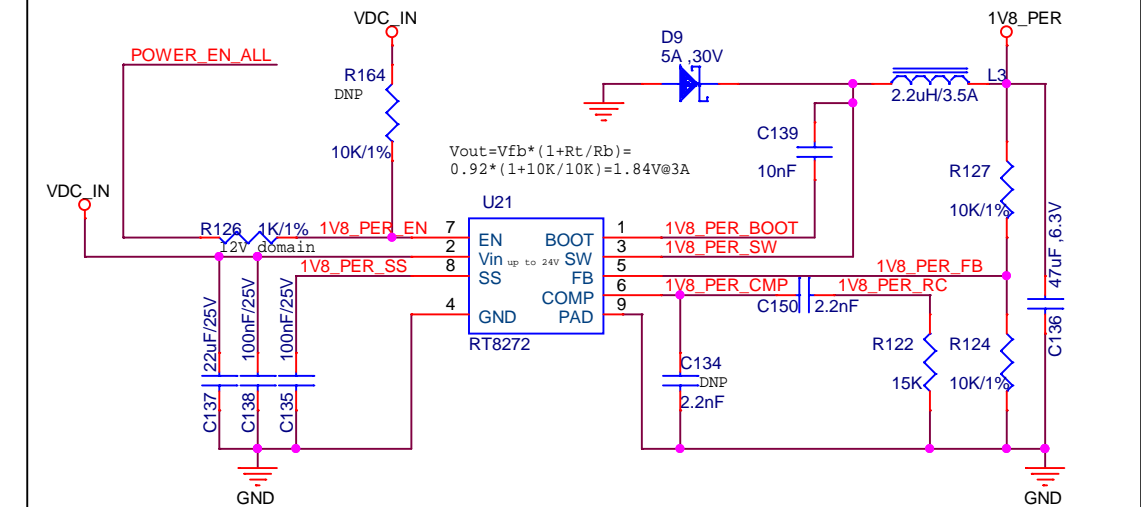 VDC_IN
1V8_PER
POWER_EN_ALL
D9
5A ,30V
R164
DNP
10K/1%
L3
2.2uH/3.5A
C139
10nF
Vout=Vfb*(1+Rt/Rb)=
0.92*(1+10K/10K)=1.84V@3A
R127
10K/1%
VDC_IN
U21
R126 1K/1%
12V domain
1V8_PER_EN
7
2
8
4
1V8_PER_SS
EN
Vin up to 24V
SS
GND
BOOT
SW
FB
COMP
PAD
RT8272
1
3
5
6
9
1V8_PER_BOOT
1V8_PER_SW
1V8_PER_FB
1V8_PER_CMP
1V8_PER_RC
C150 2.2nF
47uF ,6.3V
C136
22uF/25V
C137
100nF/25V
C138
100nF/25V
C135
C134
DNP
2.2nF
R122
15K
R124
10K/1%
GND
GND